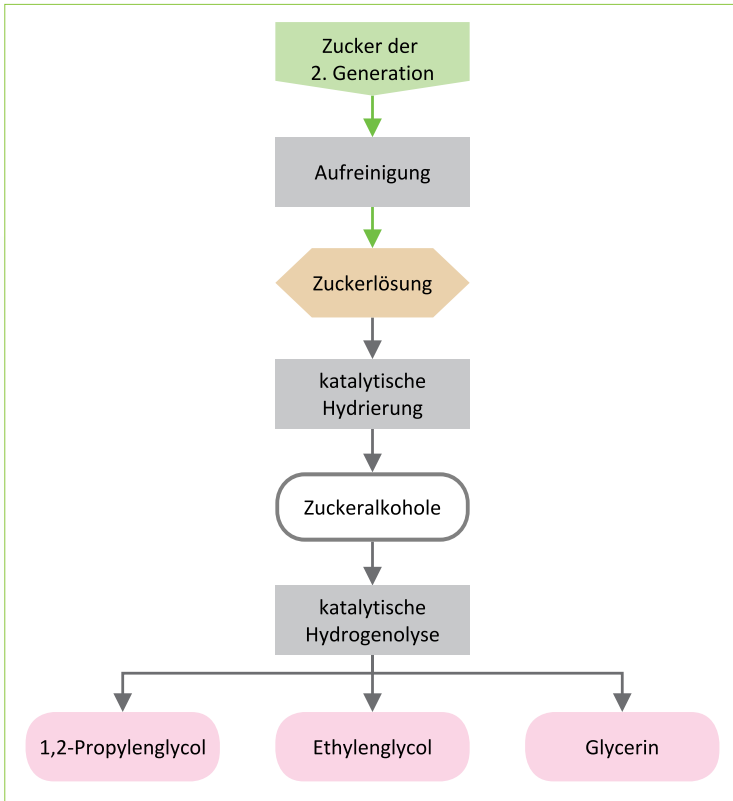 Zucker der
2. Generation
Aufreinigung
Zuckerlösung
katalytische
Hydrierung
Zuckeralkohole
katalytische
Hydrogenolyse
1,2-Propylenglycol
Ethylenglycol
Glycerin